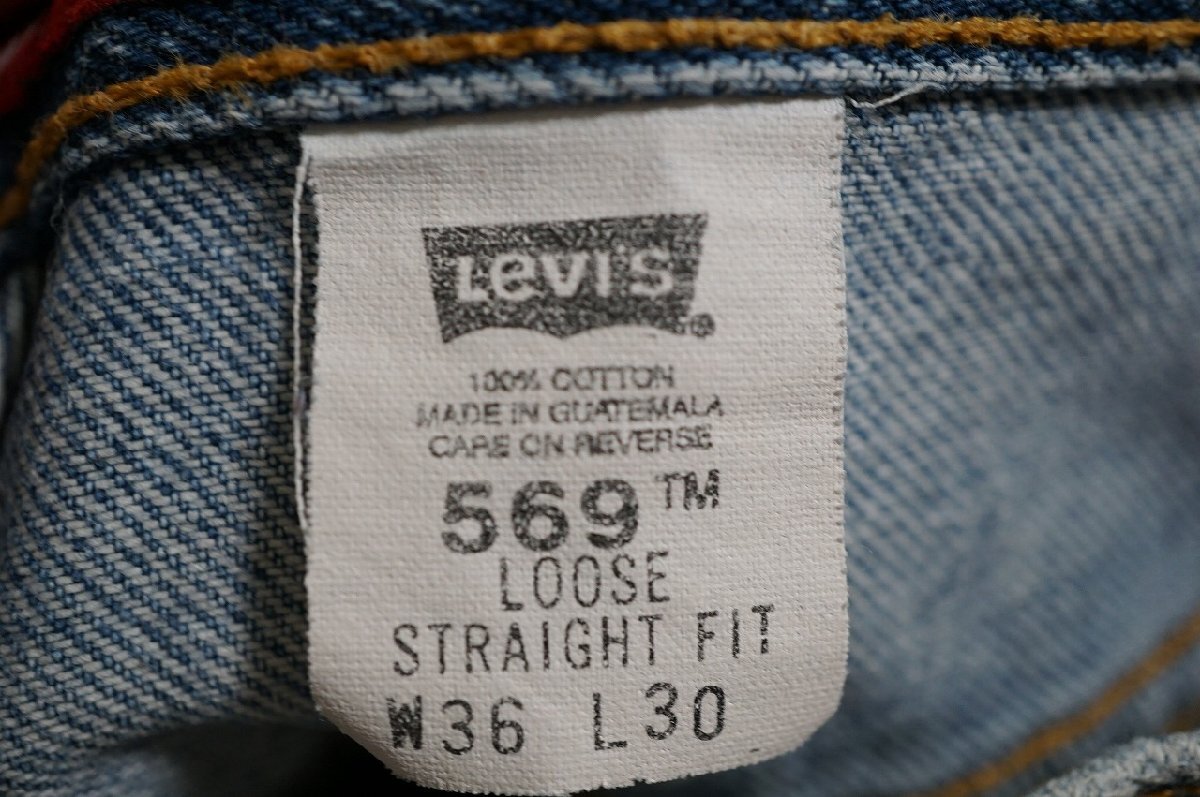 Levi's®
100% COTTON
MADE IN GUATEMALA
CARE ON REVERSE
569™
LOOSE
STRAIGHT FIT
W36 L30